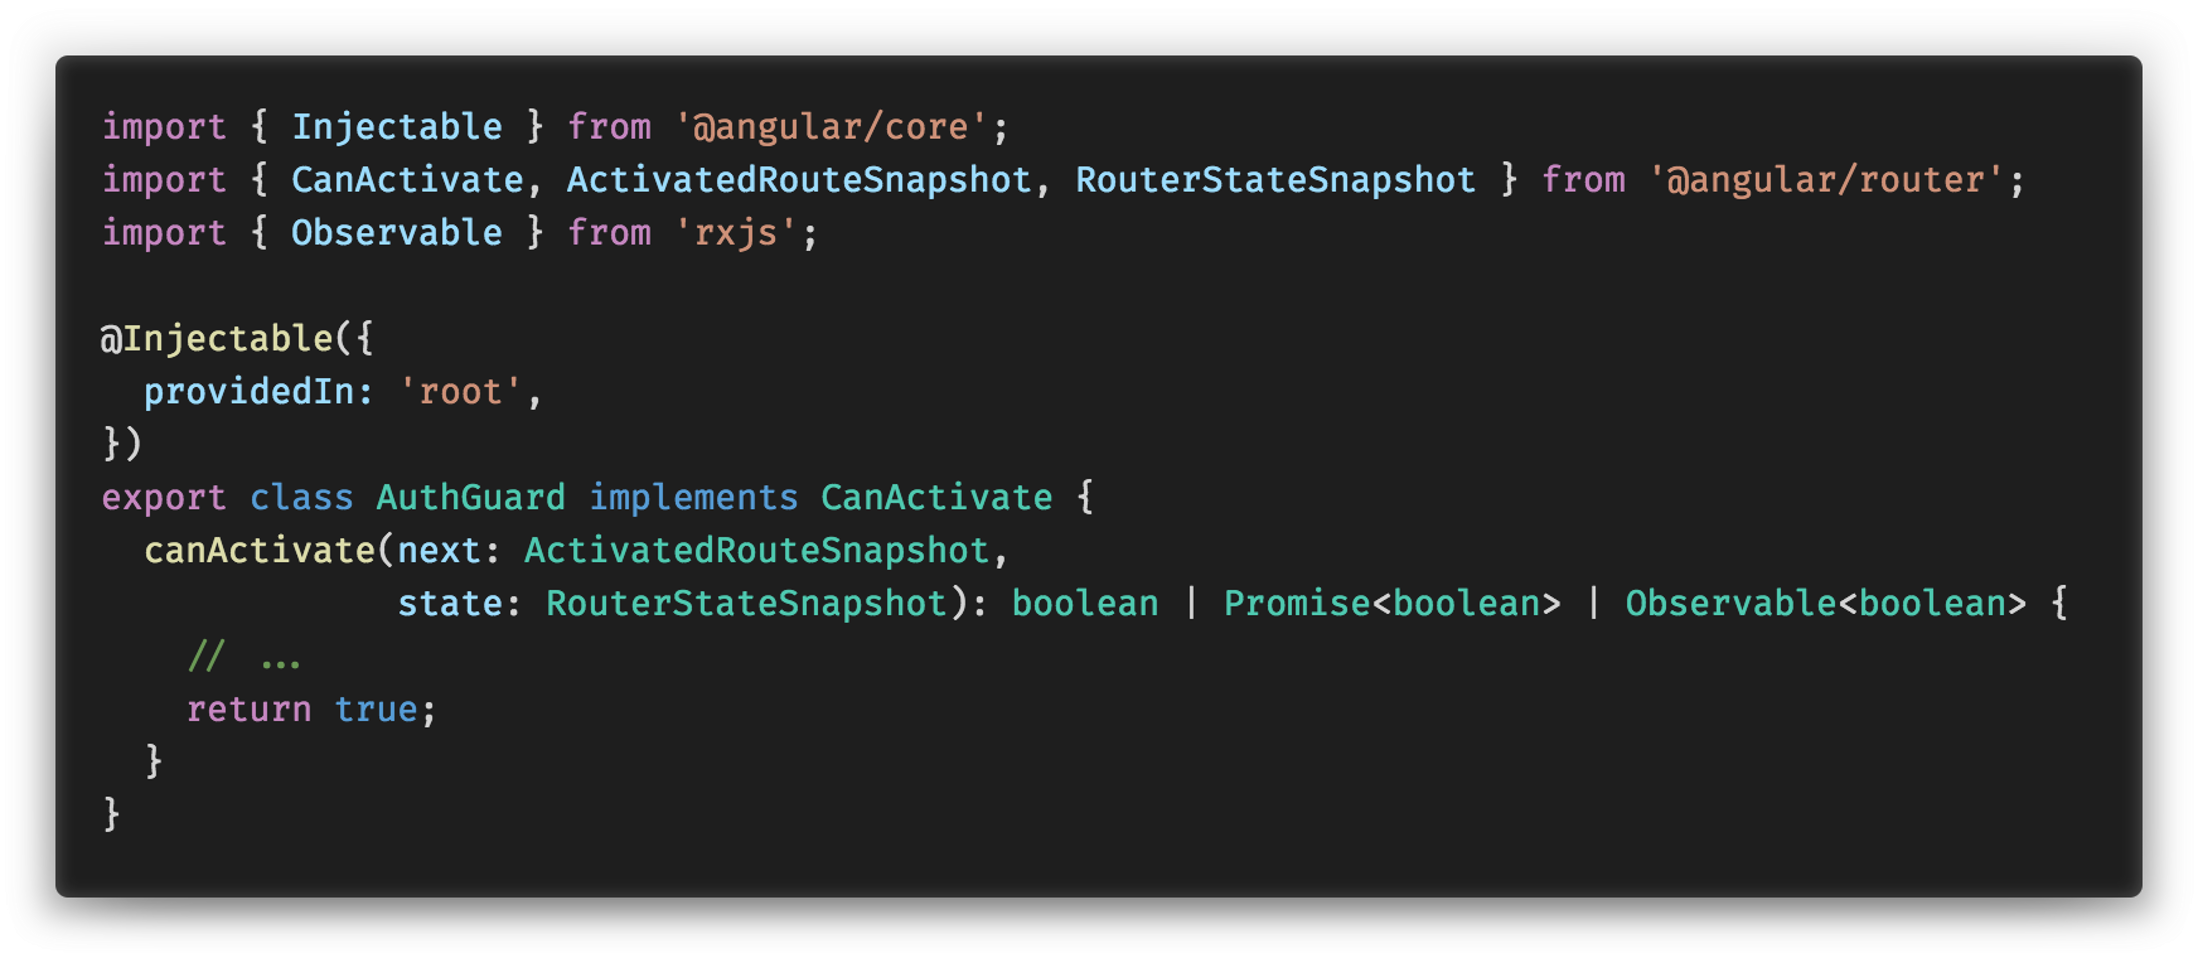 import { Injectable } from '@angular/core';
import { CanActivate, ActivatedRouteSnapshot, RouterStateSnapshot } from '@angular/router';
import { Observable } from 'rxjs';

@Injectable({
  providedIn: 'root',
})
export class AuthGuard implements CanActivate {
  canActivate(next: ActivatedRouteSnapshot,
              state: RouterStateSnapshot): boolean | Promise<boolean> | Observable<boolean> {
    // ...
    return true;
  }
}